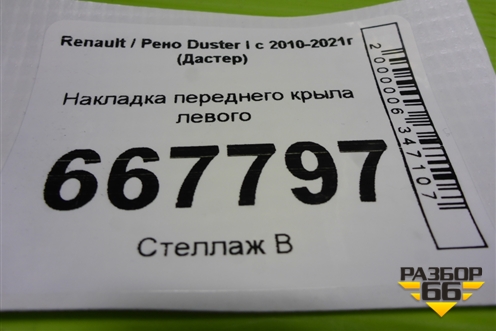 Renault / Рено Duster I с 2010-2021г
(Дастер)
Накладка переднего крыла
левого
667797
Стеллаж В
2000006347107
РАЗБОР
66